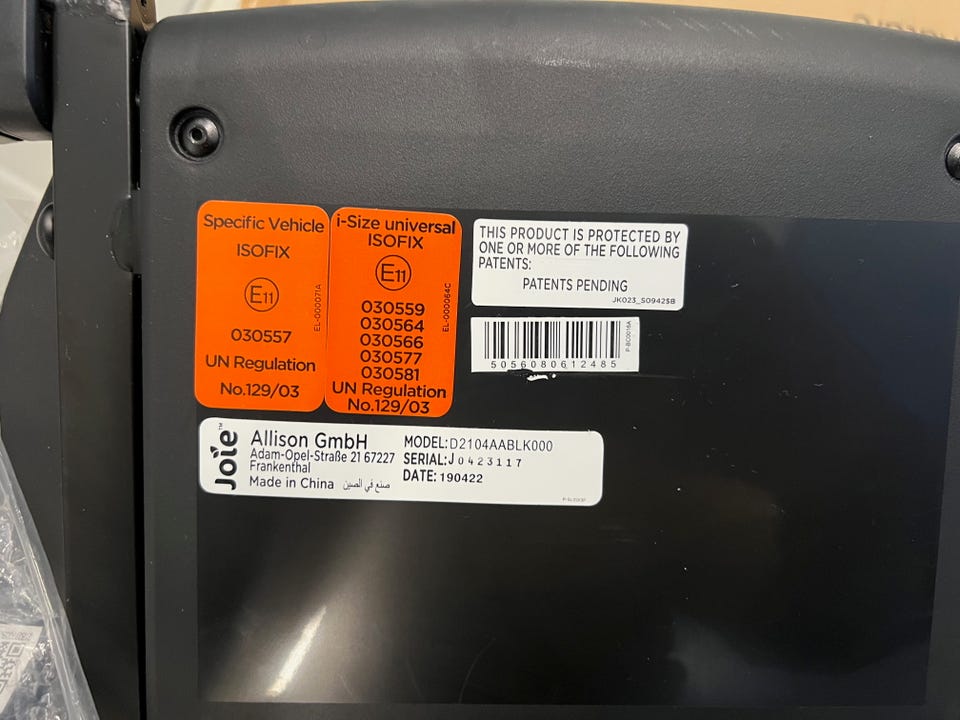 Specific Vehicle
ISOFIX
E11
EL-000071A
030557
UN Regulation
No.129/03
i-Size universal
ISOFIX
E11
EL-000064C
030559
030564
030566
030577
030581
UN Regulation
No.129/03
THIS PRODUCT IS PROTECTED BY
ONE OR MORE OF THE FOLLOWING
PATENTS:
PATENTS PENDING
JK023_S09425B
P-BC0016A
5056080612485
Joie™
Allison GmbH
Adam-Opel-Straße 21 67227
Frankenthal
Made in China صنع في الصين
MODEL:D2104AABLK000
SERIAL:J0423117
DATE:190422